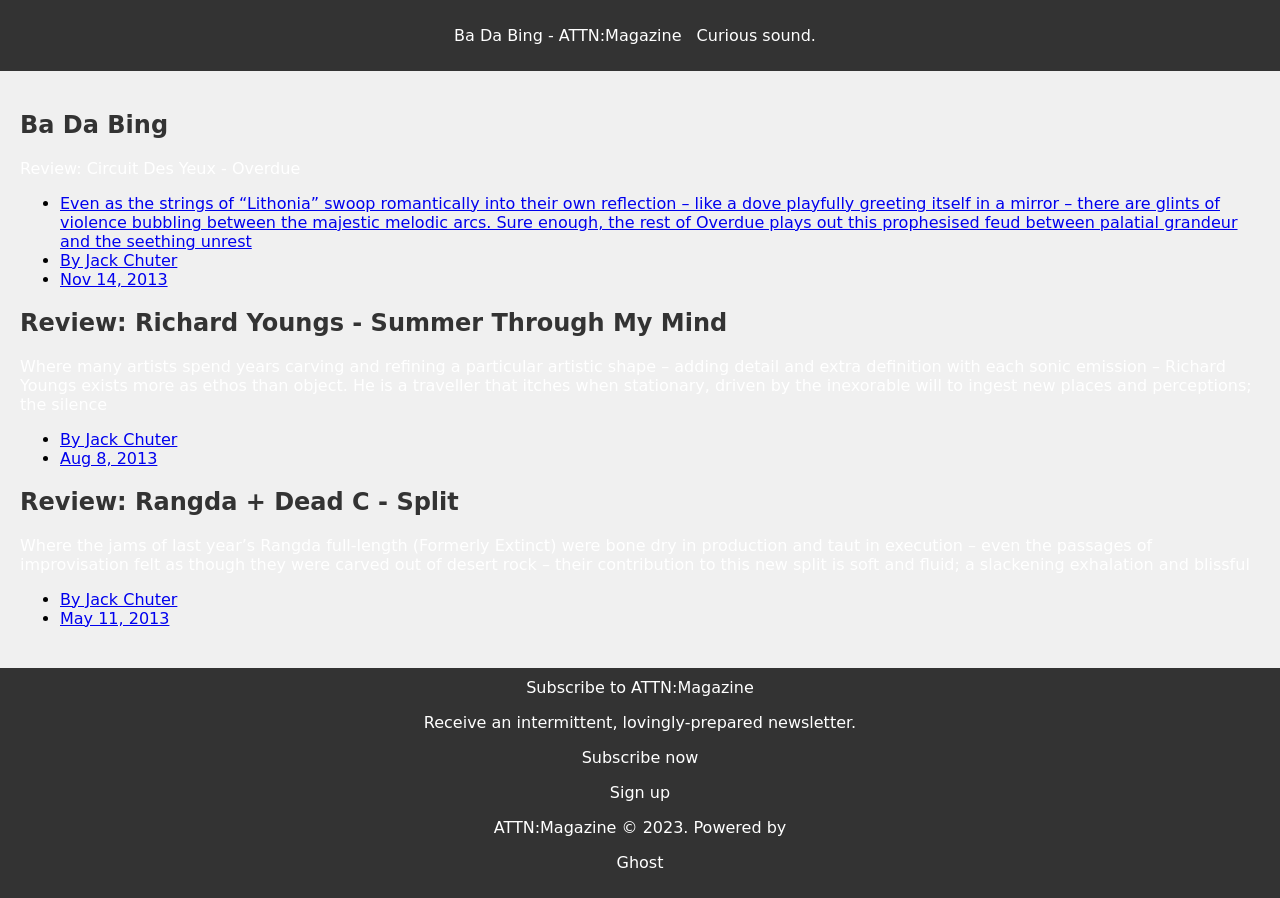 Ba Da Bing - ATTN:Magazine Curious sound.
Ba Da Bing
Review: Circuit Des Yeux - Overdue
Even as the strings of “Lithonia” swoop romantically into their own reflection – like a dove playfully greeting itself in a mirror – there are glints of
violence bubbling between the majestic melodic arcs. Sure enough, the rest of Overdue plays out this prophesised feud between palatial grandeur
and the seething unrest
By Jack Chuter
Nov 14, 2013
Review: Richard Youngs - Summer Through My Mind
Where many artists spend years carving and refining a particular artistic shape – adding detail and extra definition with each sonic emission – Richard
Youngs exists more as ethos than object. He is a traveller that itches when stationary, driven by the inexorable will to ingest new places and perceptions;
the silence
By Jack Chuter
Aug 8, 2013
Review: Rangda + Dead C - Split
Where the jams of last year’s Rangda full-length (Formerly Extinct) were bone dry in production and taut in execution – even the passages of
improvisation felt as though they were carved out of desert rock – their contribution to this new split is soft and fluid; a slackening exhalation and blissful
By Jack Chuter
May 11, 2013
Subscribe to ATTN:Magazine
Receive an intermittent, lovingly-prepared newsletter.
Subscribe now
Sign up
ATTN:Magazine © 2023. Powered by
Ghost